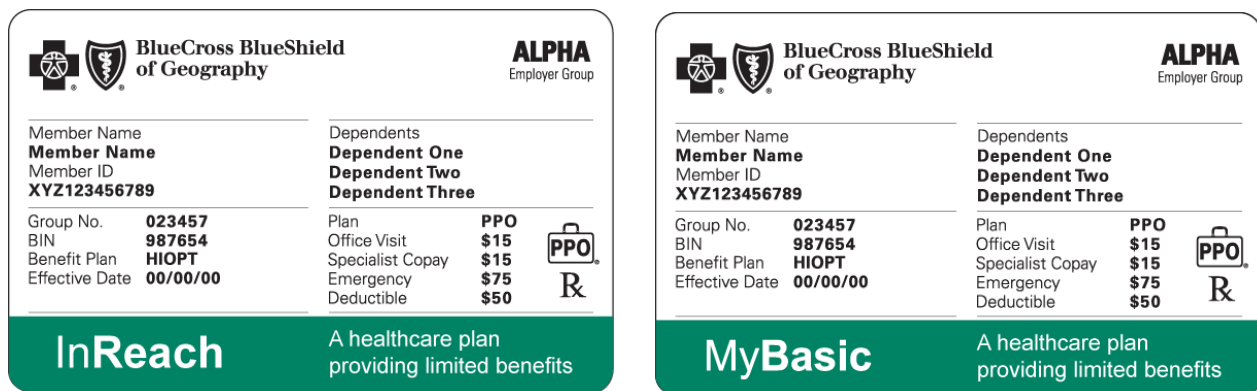 BlueCross BlueShield
of Geography
ALPHA
Employer Group
Member Name
Member Name
Member ID
XYZ123456789
Dependents
Dependent One
Dependent Two
Dependent Three
Group No. 023457
BIN 987654
Benefit Plan HIOPT
Effective Date 00/00/00
Plan PPO
Office Visit $15
Specialist Copay $15
Emergency $75
Deductible $50
PPO
®
Rx
InReach
A healthcare plan
providing limited benefits
BlueCross BlueShield
of Geography
ALPHA
Employer Group
Member Name
Member Name
Member ID
XYZ123456789
Dependents
Dependent One
Dependent Two
Dependent Three
Group No. 023457
BIN 987654
Benefit Plan HIOPT
Effective Date 00/00/00
Plan PPO
Office Visit $15
Specialist Copay $15
Emergency $75
Deductible $50
PPO
®
Rx
MyBasic
A healthcare plan
providing limited benefits